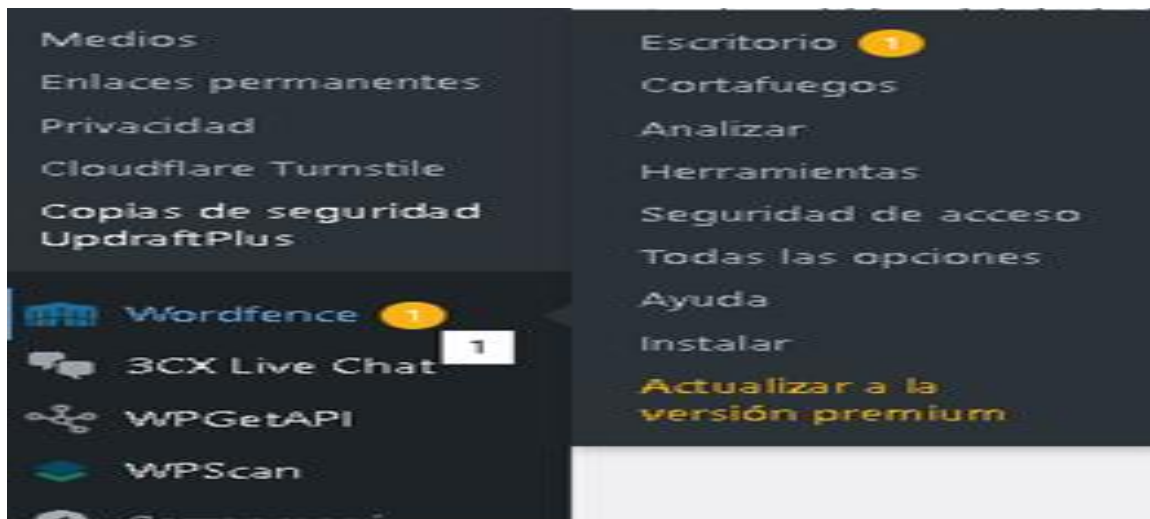 Medios
Enlaces permanentes
Privacidad
Cloudflare Turnstile
Copias de seguridad
UpdraftPlus
Wordfence 1
1
3CX Live Chat
WPGetAPI
WPScan
Escritorio 1
Cortafuegos
Analizar
Herramientas
Seguridad de acceso
Todas las opciones
Ayuda
Instalar
Actualizar a la
versión premium